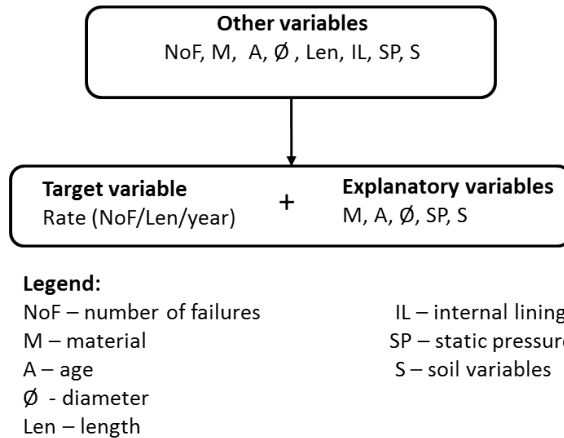 Other variables
NoF, M, A, Ø , Len, IL, SP, S
Target variable
Rate (NoF/Len/year)
+
Explanatory variables
M, A, Ø, SP, S
Legend:
NoF – number of failures
M – material
A – age
Ø - diameter
Len – length
IL – internal lining
SP – static pressure
S – soil variables